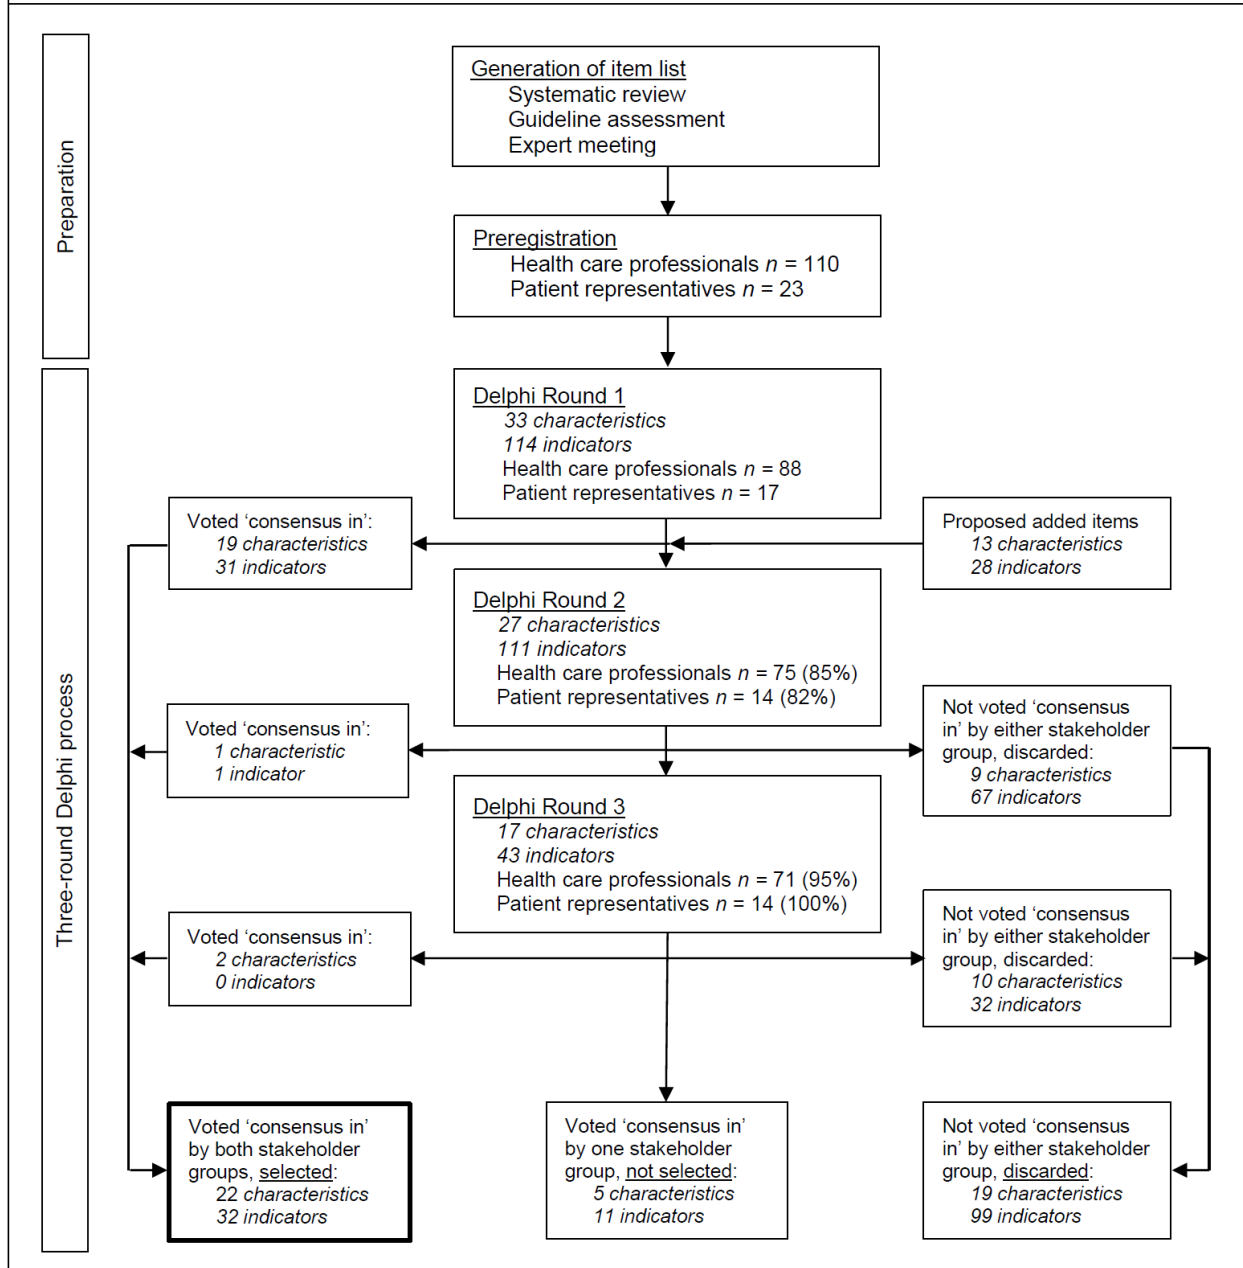 Preparation
Generation of item list
Systematic review
Guideline assessment
Expert meeting
Preregistration
Health care professionals n = 110
Patient representatives n = 23
Three-round Delphi process
Delphi Round 1
33 characteristics
114 indicators
Health care professionals n = 88
Patient representatives n = 17
Voted ‘consensus in’:
19 characteristics
31 indicators
Proposed added items
13 characteristics
28 indicators
Delphi Round 2
27 characteristics
111 indicators
Health care professionals n = 75 (85%)
Patient representatives n = 14 (82%)
Voted ‘consensus in’:
1 characteristic
1 indicator
Not voted ‘consensus
in’ by either stakeholder
group, discarded:
9 characteristics
67 indicators
Delphi Round 3
17 characteristics
43 indicators
Health care professionals n = 71 (95%)
Patient representatives n = 14 (100%)
Voted ‘consensus in’:
2 characteristics
0 indicators
Not voted ‘consensus
in’ by either stakeholder
group, discarded:
10 characteristics
32 indicators
Voted ‘consensus in’
by both stakeholder
groups, selected:
22 characteristics
32 indicators
Voted ‘consensus in’
by one stakeholder
group, not selected:
5 characteristics
11 indicators
Not voted ‘consensus
in’ by either stakeholder
group, discarded:
19 characteristics
99 indicators